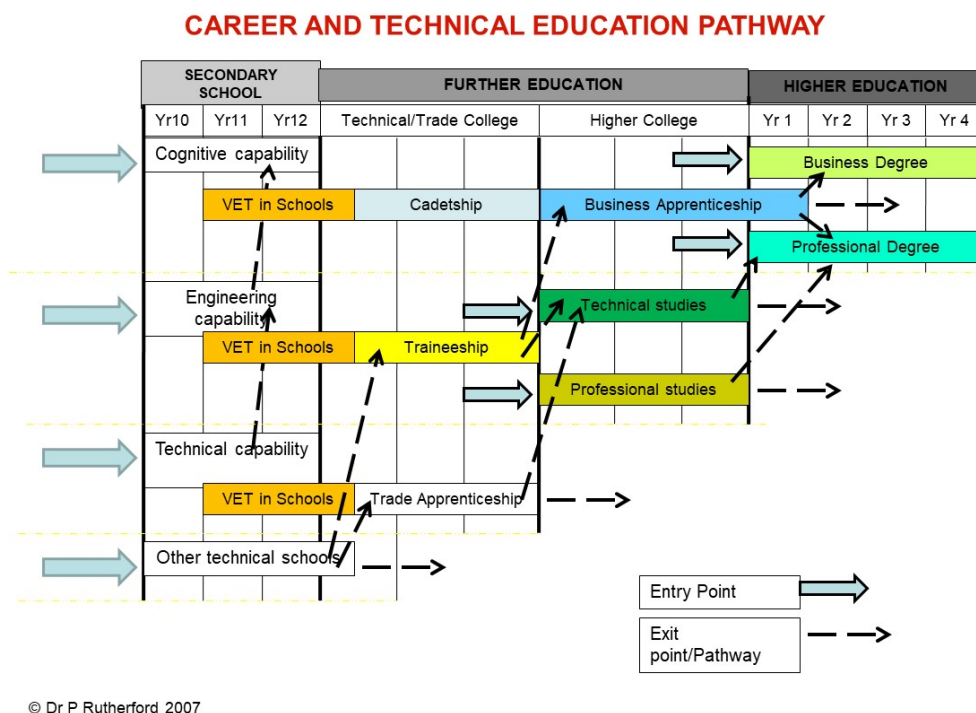 CAREER AND TECHNICAL EDUCATION PATHWAY
SECONDARY
SCHOOL
FURTHER EDUCATION
HIGHER EDUCATION
Yr10
Yr11
Yr12
Technical/Trade College
Higher College
Yr 1
Yr 2
Yr 3
Yr 4
Cognitive capability
Business Degree
VET in Schools
Cadetship
Business Apprenticeship
Professional Degree
Engineering
capability
Technical studies
VET in Schools
Traineeship
Professional studies
Technical capability
VET in Schools
Trade Apprenticeship
Other technical schools
Entry Point
Exit
point/Pathway
© Dr P Rutherford 2007